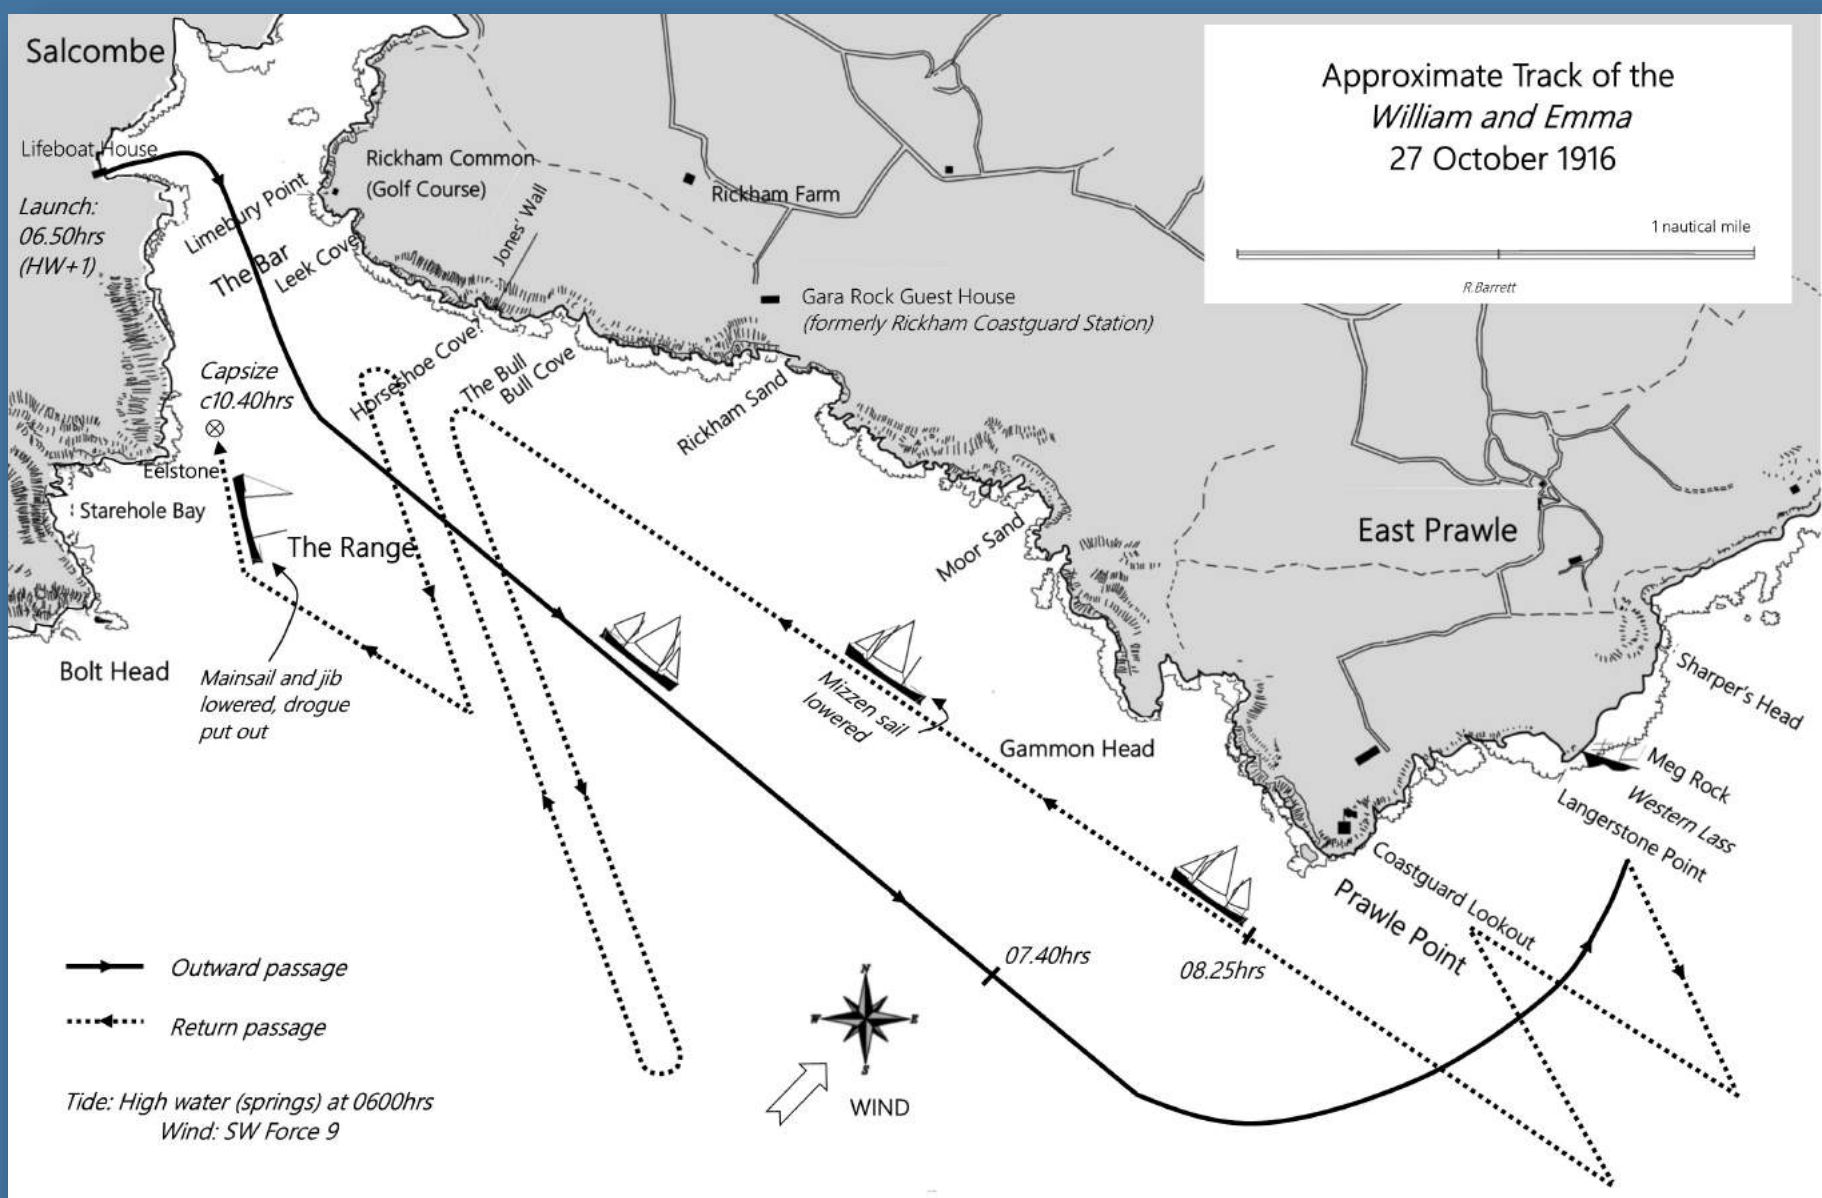 Salcombe
Approximate Track of the
William and Emma
27 October 1916
1 nautical mile
R.Barrett
Lifeboat House
Launch:
06.50hrs
(HW+1)
Limebury Point
The Bar
Leek Cove
Rickham Common
(Golf Course)
Jones' Wall
Rickham Farm
Gara Rock Guest House
(formerly Rickham Coastguard Station)
Capsize
c10.40hrs
Horseshoe Cove
The Bull
Bull Cove
Rickham Sand
Eelstone
Starehole Bay
The Range
Moor Sand
East Prawle
Bolt Head
Mainsail and jib
lowered, drogue
put out
Mizzen sail
lowered
Gammon Head
Sharper's Head
Meg Rock
Western Lass
Langerstone Point
Coastguard Lookout
Prawle Point
07.40hrs
08.25hrs
Outward passage
Return passage
N
W
E
S
WIND
Tide: High water (springs) at 0600hrs
Wind: SW Force 9